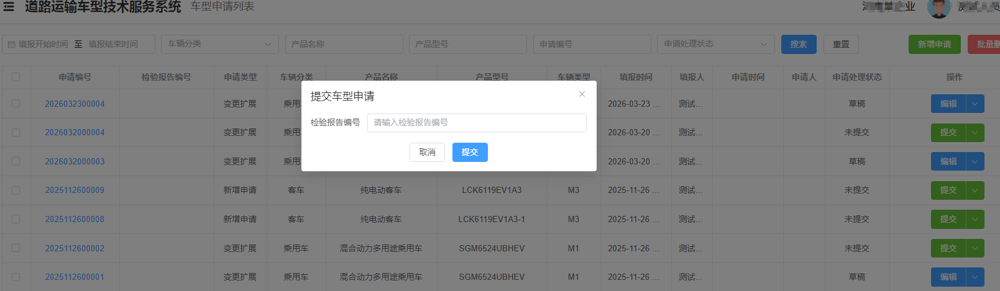 道路运输车型技术服务系统 车型申请列表
填报开始时间 至 填报结束时间 车辆分类 产品名称 产品型号 申请编号 申请处理状态 搜索 重置 新增申请 批量
申请编号 检验报告编号 申请类型 车辆分类 产品名称 产品型号 车辆类型 填报时间 填报人 申请时间 申请人 申请处理状态 操作
提交车型申请
检验报告编号 请输入检验报告编号
取消 提交
2026032300004 变更扩展 乘用 2026-03-23 ... 测试... 草稿 编辑
2026032000004 变更扩展 乘用 2026-03-20 ... 测试... 未提交 提交
2026032000003 变更扩展 乘用 2026-03-20 ... 测试... 草稿 编辑
2025112600009 新增申请 客车 纯电动客车 LCK6119EV1A3 M3 2025-11-26 ... 测试... 未提交 提交
2025112600008 新增申请 客车 纯电动客车 LCK6119EV1A3-1 M3 2025-11-26 ... 测试... 未提交 提交
2025112600002 变更扩展 乘用车 混合动力多用途乘用车 SGM6524UBHEV M1 2025-11-26 ... 测试... 未提交 提交
2025112600001 变更扩展 乘用车 混合动力多用途乘用车 SGM6524UBHEV M1 2025-11-26 ... 测试... 草稿 编辑